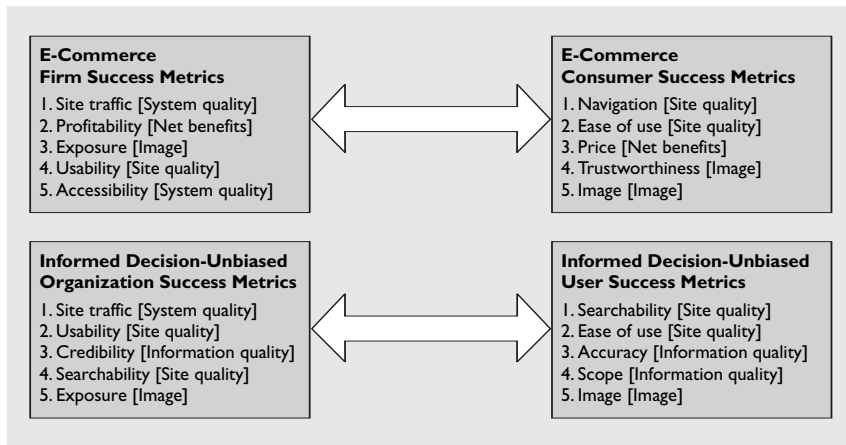 E-Commerce
Firm Success Metrics
1. Site traffic [System quality]
2. Profitability [Net benefits]
3. Exposure [Image]
4. Usability [Site quality]
5. Accessibility [System quality]
E-Commerce
Consumer Success Metrics
1. Navigation [Site quality]
2. Ease of use [Site quality]
3. Price [Net benefits]
4. Trustworthiness [Image]
5. Image [Image]
Informed Decision-Unbiased
Organization Success Metrics
1. Site traffic [System quality]
2. Usability [Site quality]
3. Credibility [Information quality]
4. Searchability [Site quality]
5. Exposure [Image]
Informed Decision-Unbiased
User Success Metrics
1. Searchability [Site quality]
2. Ease of use [Site quality]
3. Accuracy [Information quality]
4. Scope [Information quality]
5. Image [Image]